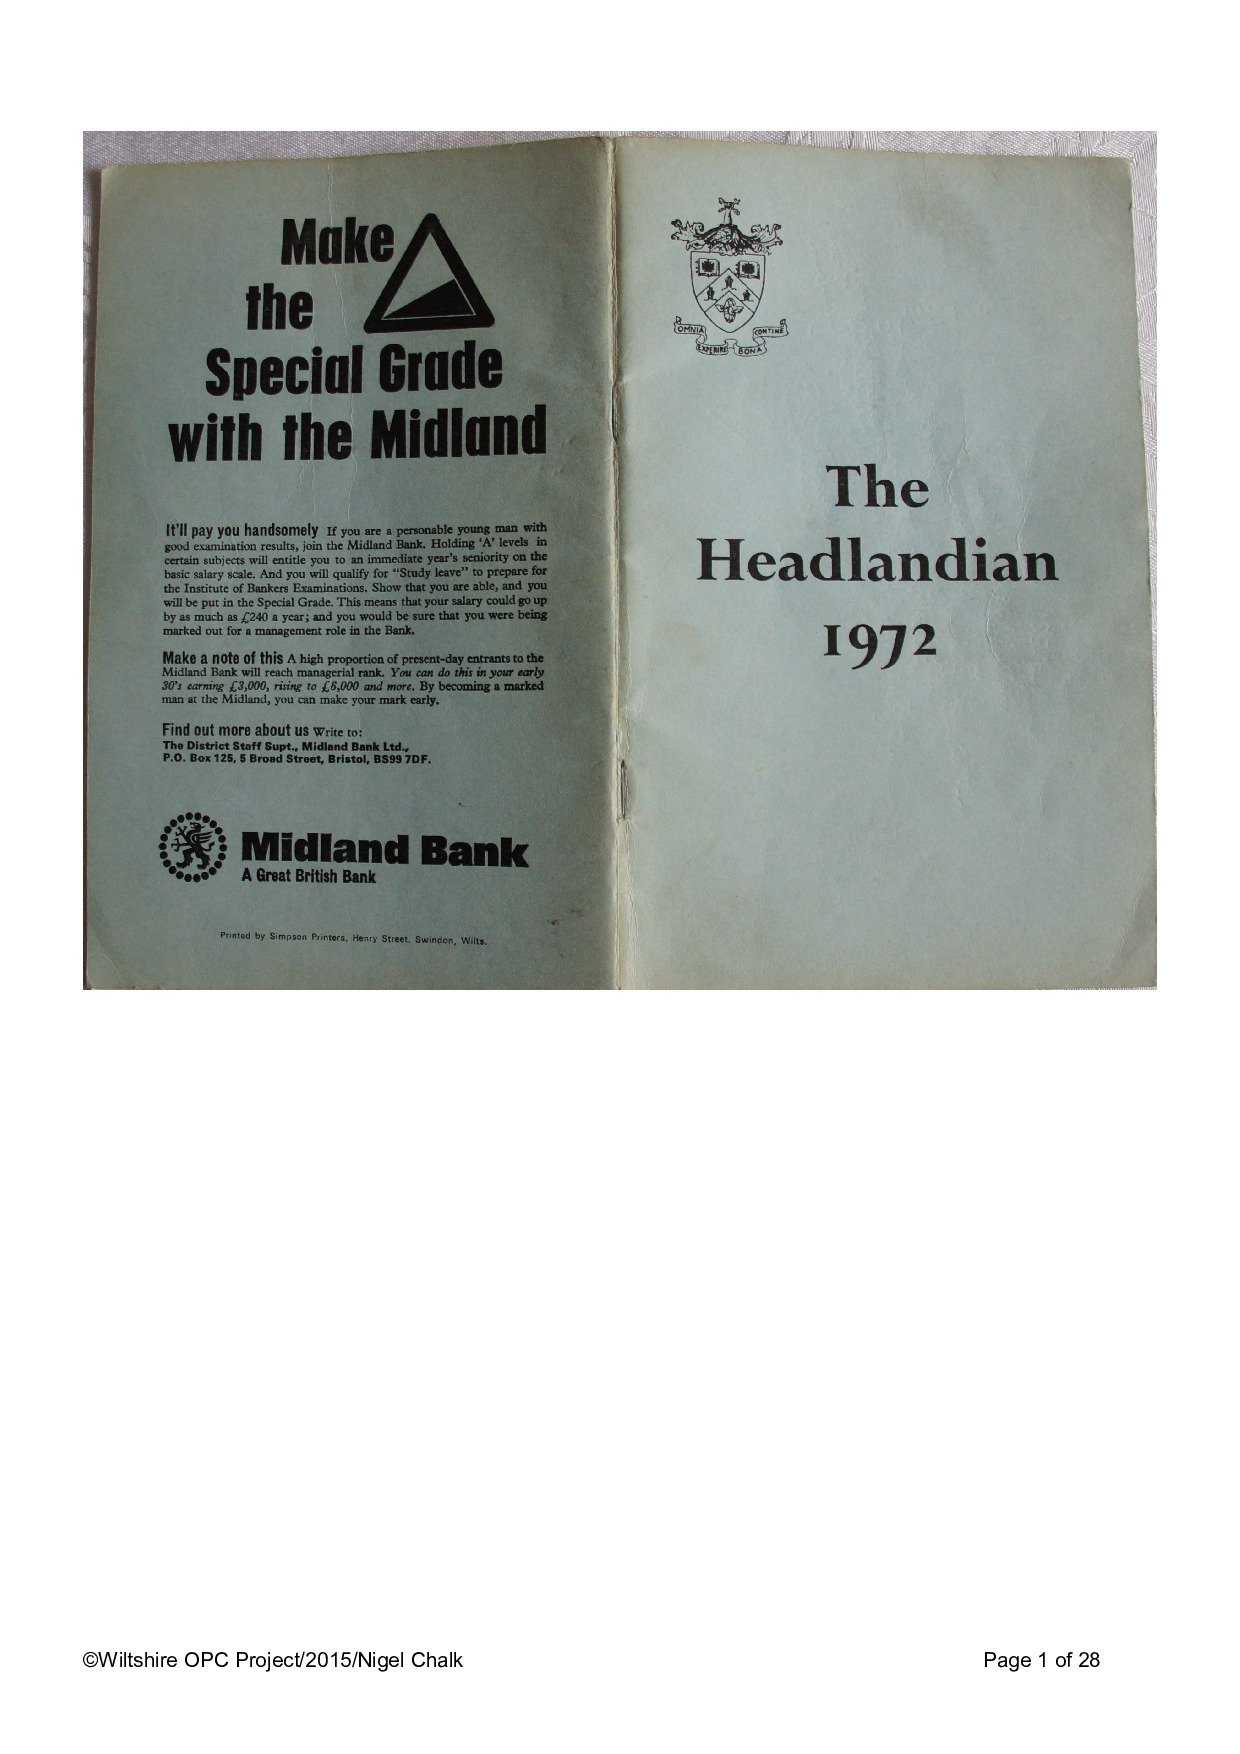 Make
the
Special Grade
with the Midland
It'll pay you handsomely If you are a personable young man with
good examination results, join the Midland Bank. Holding 'A' levels in
certain subjects will entitle you to an immediate year's seniority on the
basic salary scale. And you will qualify for "Study leave" to prepare for
the Institute of Bankers Examinations. Show that you are able, and you
will be put in the Special Grade. This means that your salary could go up
by as much as £240 a year; and you would be sure that you were being
marked out for a management role in the Bank.
Make a note of this A high proportion of present-day entrants to the
Midland Bank will reach managerial rank. You can do this in your early
30's earning £3,000, rising to £6,000 and more. By becoming a marked
man at the Midland, you can make your mark early.
Find out more about us Write to:
The District Staff Supt., Midland Bank Ltd.,
P.O. Box 125, 5 Broad Street, Bristol, BS99 7DF.
Midland Bank
A Great British Bank
Printed by Simpson Printers, Henry Street, Swindon, Wilts.
OMNIA EXPERIRE BONA CONTINE
The
Headlandian
1972
©Wiltshire OPC Project/2015/Nigel Chalk
Page 1 of 28